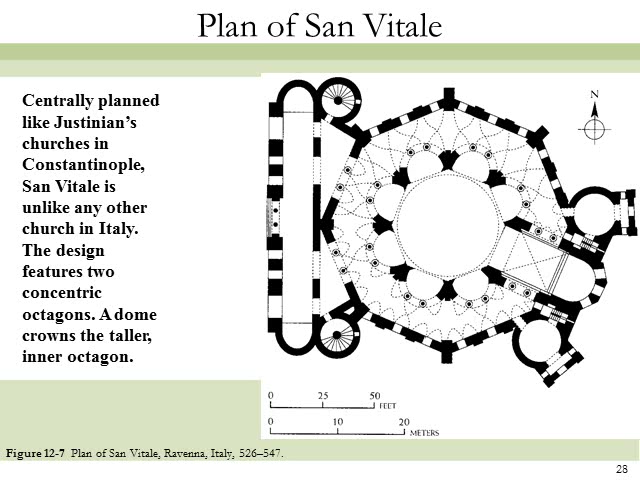 Plan of San Vitale
Centrally planned
like Justinian's
churches in
Constantinople,
San Vitale is
unlike any other
church in Italy.
The design
features two
concentric
octagons. A dome
crowns the taller,
inner octagon.
N
0 25 50
FEET
0 10 20
METERS
Figure 12-7 Plan of San Vitale, Ravenna, Italy, 526–547.
28